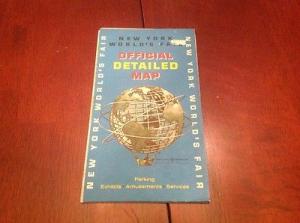 NEW YORK
WORLD'S FAIR
OFFICIAL
DETAILED
MAP
NEW YORK WORLD'S FAIR
NEW YORK WORLD'S FAIR
Parking
Exhibits Amusements Services